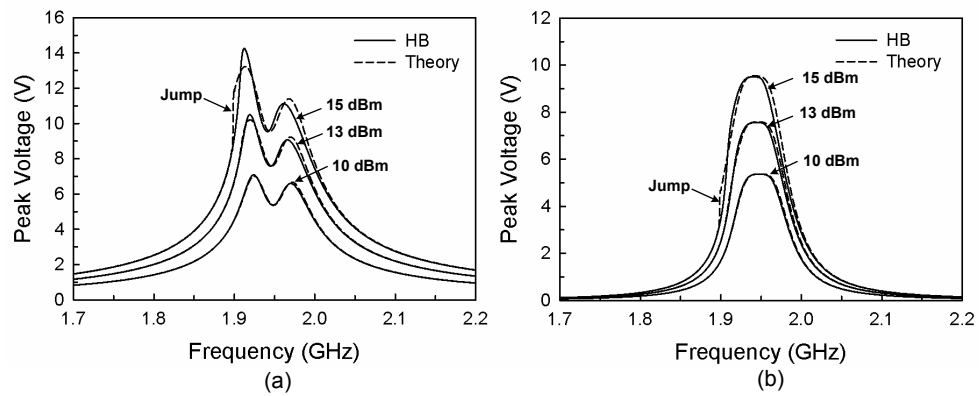 16
14
12
10
8
6
4
2
0
Peak Voltage (V)
HB
Theory
Jump
15 dBm
13 dBm
10 dBm
1.7
1.8
1.9
2.0
2.1
2.2
Frequency (GHz)
(a)
12
10
8
6
4
2
0
Peak Voltage (V)
HB
Theory
15 dBm
13 dBm
10 dBm
Jump
1.7
1.8
1.9
2.0
2.1
2.2
Frequency (GHz)
(b)